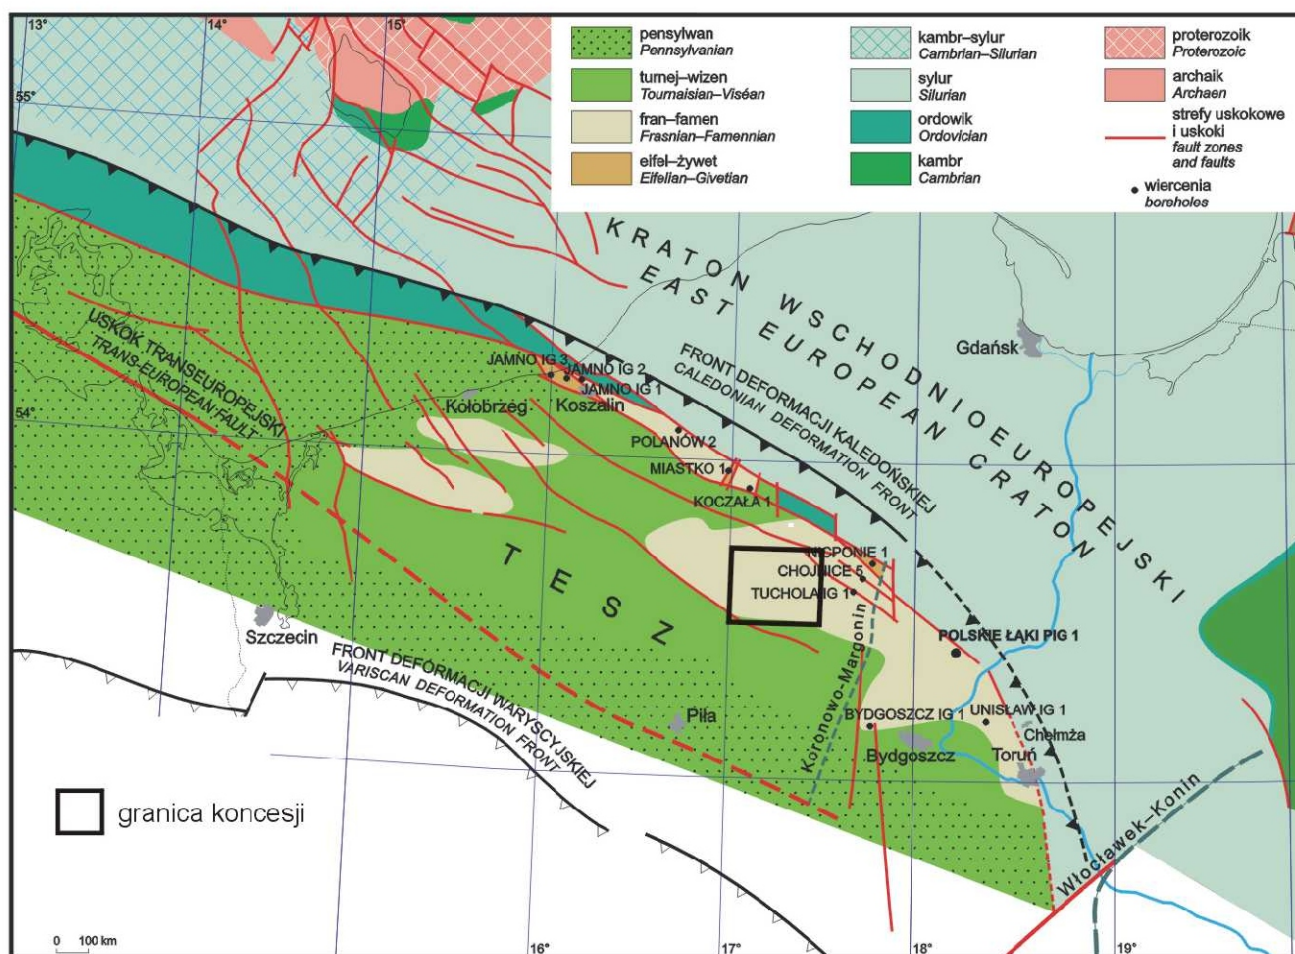 13°
14°
15°
55°
54°
pensylwan
Pennsylvanian
turnej–wizen
Tournaisian–Viséan
fran–famen
Frasnian–Famennian
eifel–żywet
Eifelian–Givetian
kambr–sylur
Cambrian–Silurian
sylur
Silurian
ordowik
Ordovician
kambr
Cambrian
proterozoik
Proterozoic
archaik
Archaen
strefy uskokowe
i uskoki
fault zones
and faults
wiercenia
boreholes
KRATON WSCHODNIOEUROPEJSKI
EAST EUROPEAN CRATON
FRONT DEFORMACJI KALEDOŃSKIEJ
CALEDONIAN DEFORMATION FRONT
USKOK TRANSEUROPEJSKI
TRANS-EUROPEAN FAULT
Gdańsk
JAMNO IG 3
JAMNO IG 2
JAMNO IG 1
Kołobrzeg
Koszalin
POLANÓW 2
MIASTKO 1
KOCZAŁA 1
NICPONIE 1
CHOJNICE 5
TUCHOLA IG 1
TESZ
Szczecin
POLSKIE ŁĄKI PIG 1
FRONT DEFORMACJI WARYSCYJSKIEJ
VARISCAN DEFORMATION FRONT
Piła
Koronowo-Margonin
BYDGOSZCZ IG 1
UNISŁAW IG 1
Chełmża
Bydgoszcz
Toruń
Włocławek–Konin
granica koncesji
0 100 km
16°
17°
18°
19°